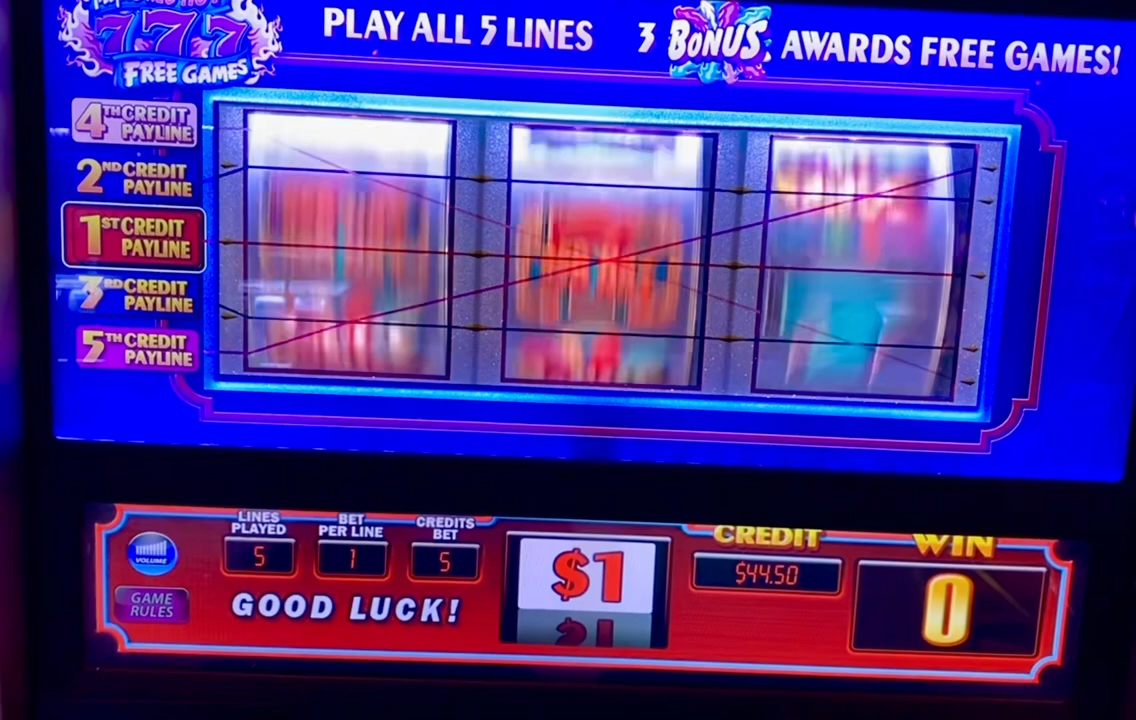 777
FREE GAMES
PLAY ALL 5 LINES
3 BONUS AWARDS FREE GAMES!
4TH CREDIT
PAYLINE
2ND CREDIT
PAYLINE
1ST CREDIT
PAYLINE
3RD CREDIT
PAYLINE
5TH CREDIT
PAYLINE
VOLUME
GAME
RULES
LINES
PLAYED
5
BET
PER LINE
1
CREDITS
BET
5
GOOD LUCK!
$1
CREDIT
$44.50
WIN
0